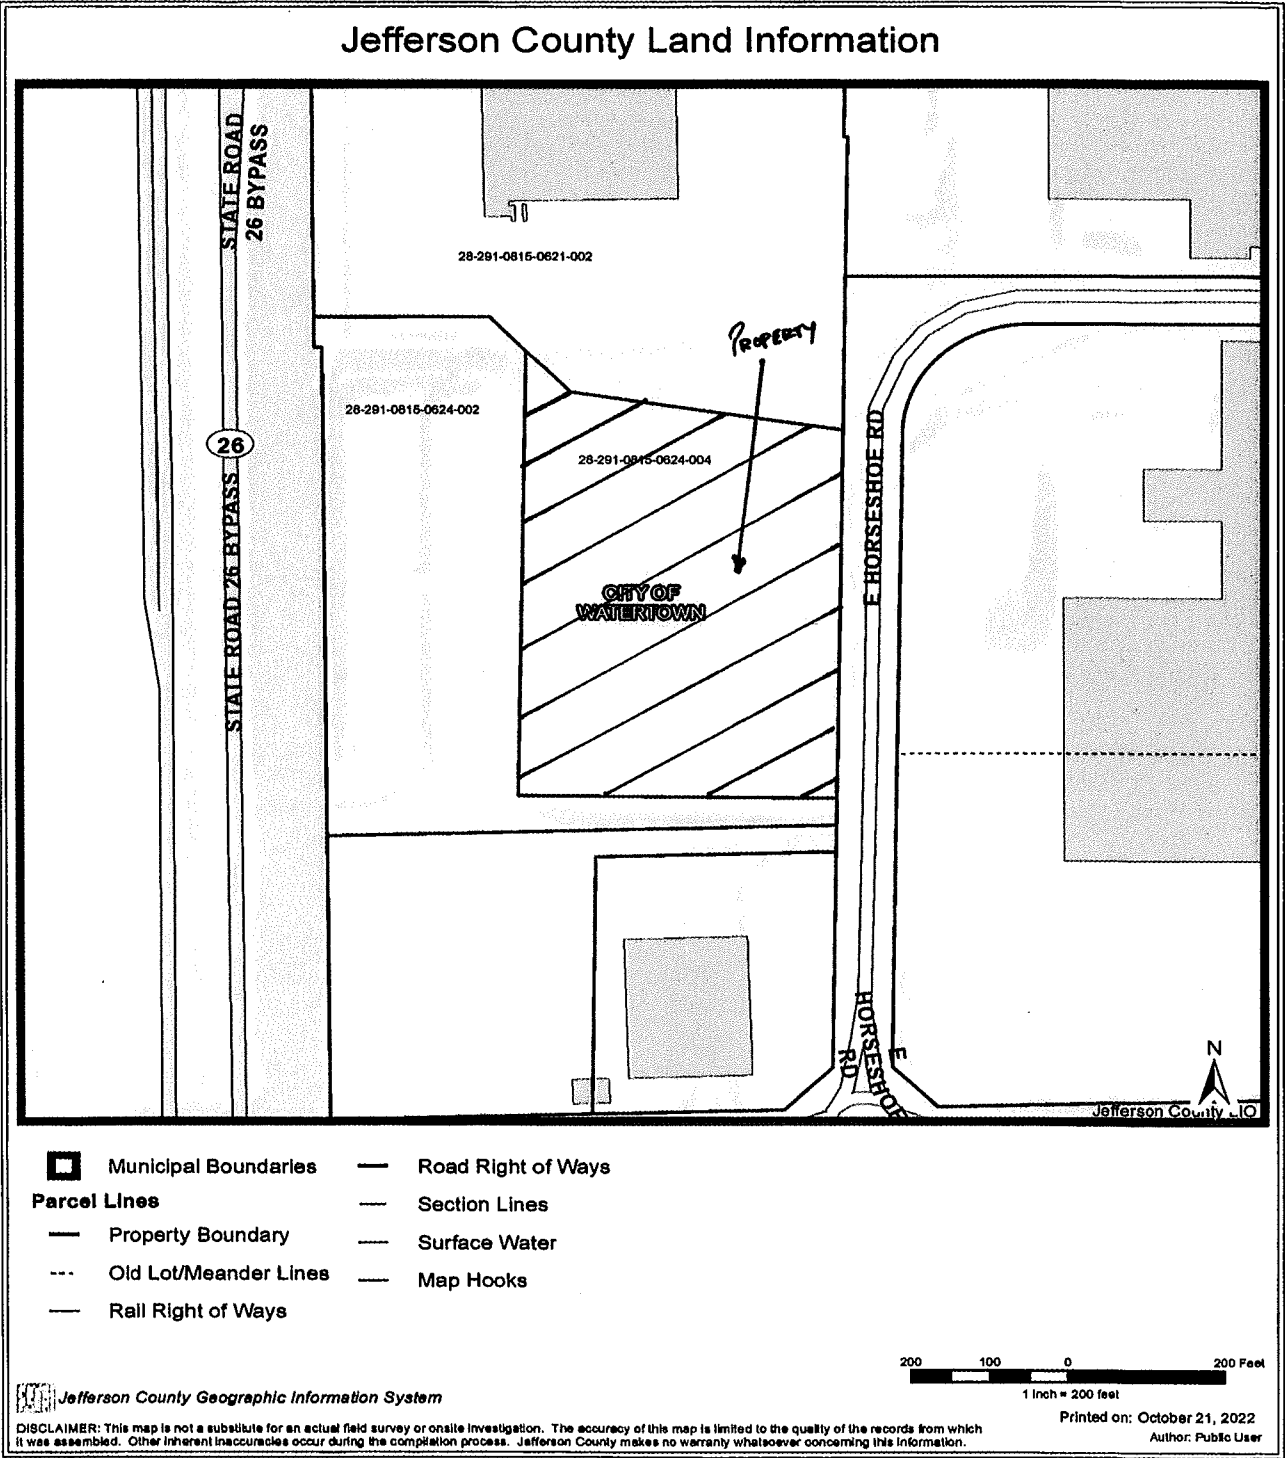 Jefferson County Land Information
STATE ROAD
26 BYPASS
28-291-0815-0621-002
PROPERTY
28-291-0815-0624-002
26
28-291-0815-0624-004
E HORSESHOE RD
STATE ROAD 26 BYPASS
CITY OF
WATERTOWN
E
HORSESHOE
RD
N
Jefferson County LIO
Municipal Boundaries
Parcel Lines
Property Boundary
Old Lot/Meander Lines
Rail Right of Ways
Road Right of Ways
Section Lines
Surface Water
Map Hooks
200 100 0 200 Feet
1 inch = 200 feet
Jefferson County Geographic Information System
Printed on: October 21, 2022
Author: Public User
DISCLAIMER: This map is not a substitute for an actual field survey or onsite investigation. The accuracy of this map is limited to the quality of the records from which
it was assembled. Other inherent inaccuracies occur during the compilation process. Jefferson County makes no warranty whatsoever concerning this information.